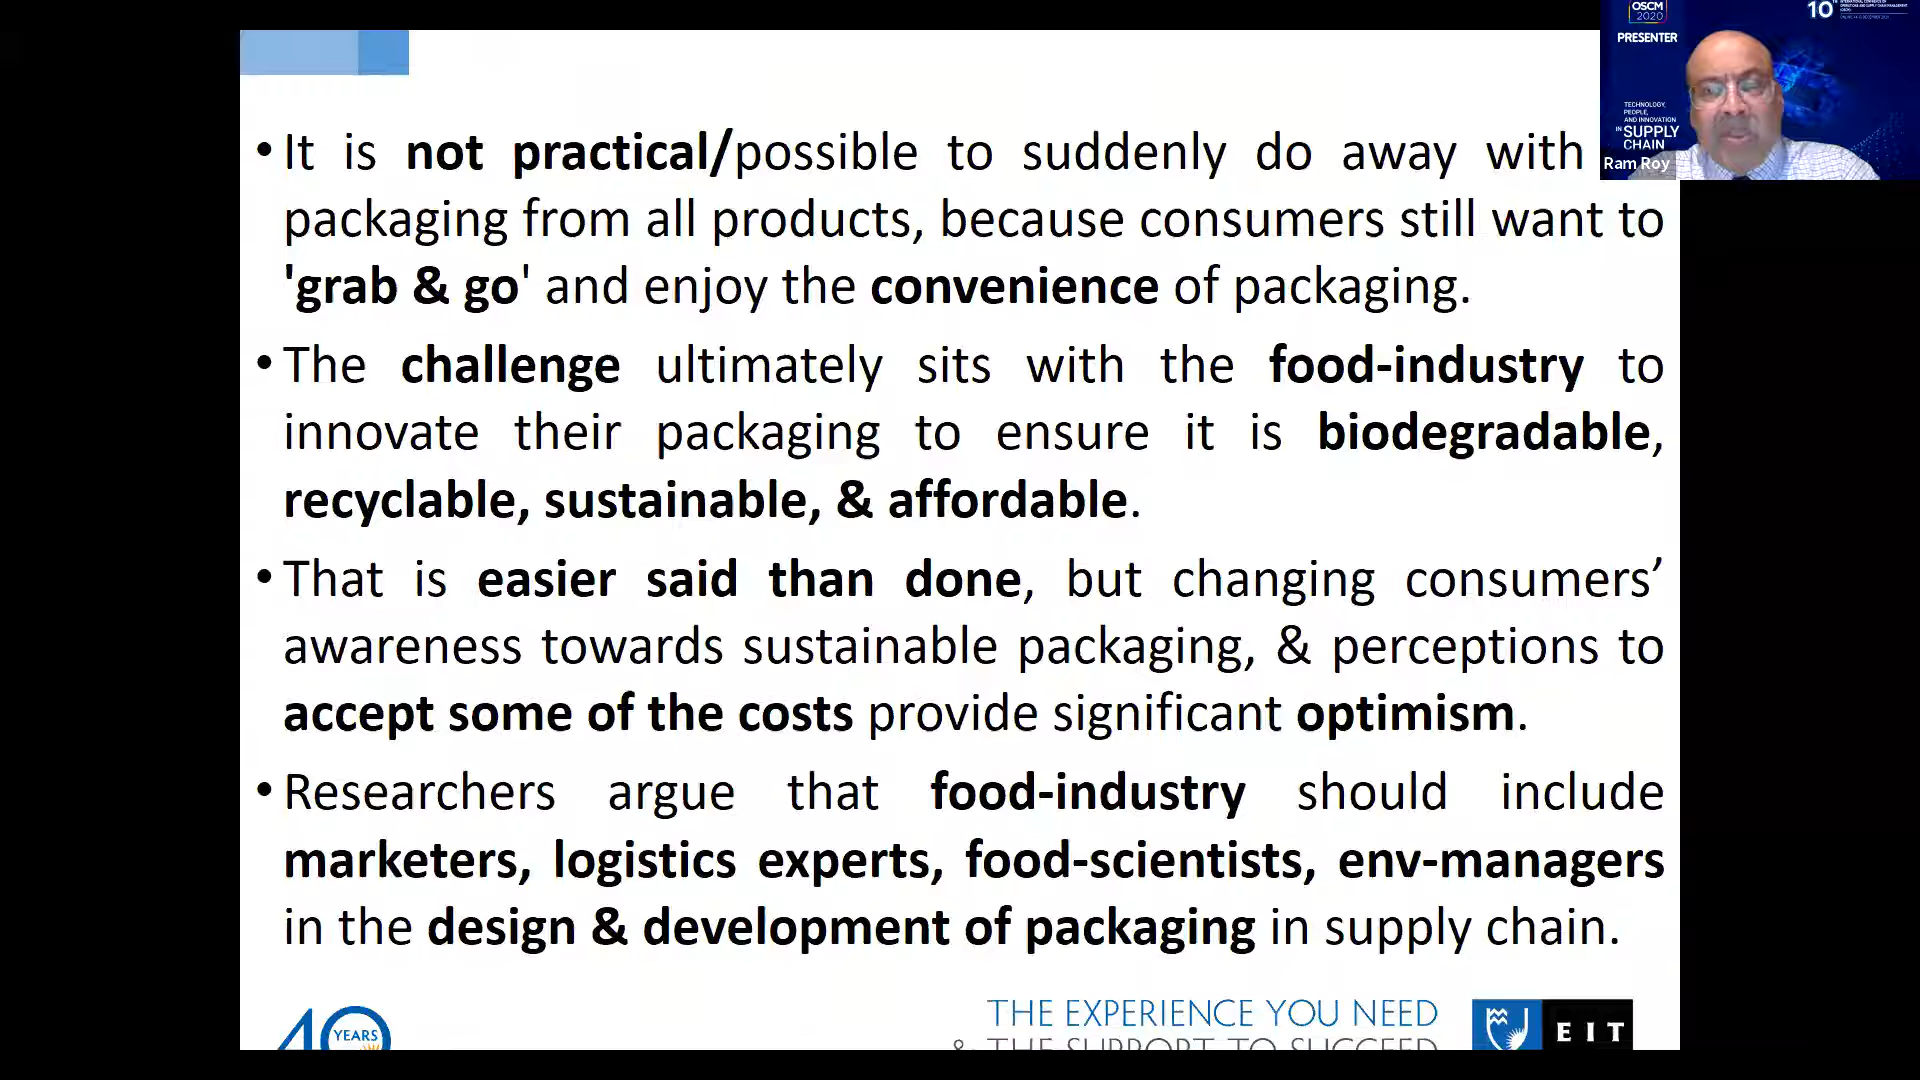 • It is not practical/possible to suddenly do away with
packaging from all products, because consumers still want to
'grab & go' and enjoy the convenience of packaging.
• The challenge ultimately sits with the food-industry to
innovate their packaging to ensure it is biodegradable,
recyclable, sustainable, & affordable.
• That is easier said than done, but changing consumers’
awareness towards sustainable packaging, & perceptions to
accept some of the costs provide significant optimism.
• Researchers argue that food-industry should include
marketers, logistics experts, food-scientists, env-managers
in the design & development of packaging in supply chain.
40 YEARS
THE EXPERIENCE YOU NEED
& THE SUPPORT TO SUCCEED
EIT
OSCM
2020
PRESENTER
TECHNOLOGY,
PEOPLE,
AND INNOVATION
IN SUPPLY
CHAIN
Ram Roy
10